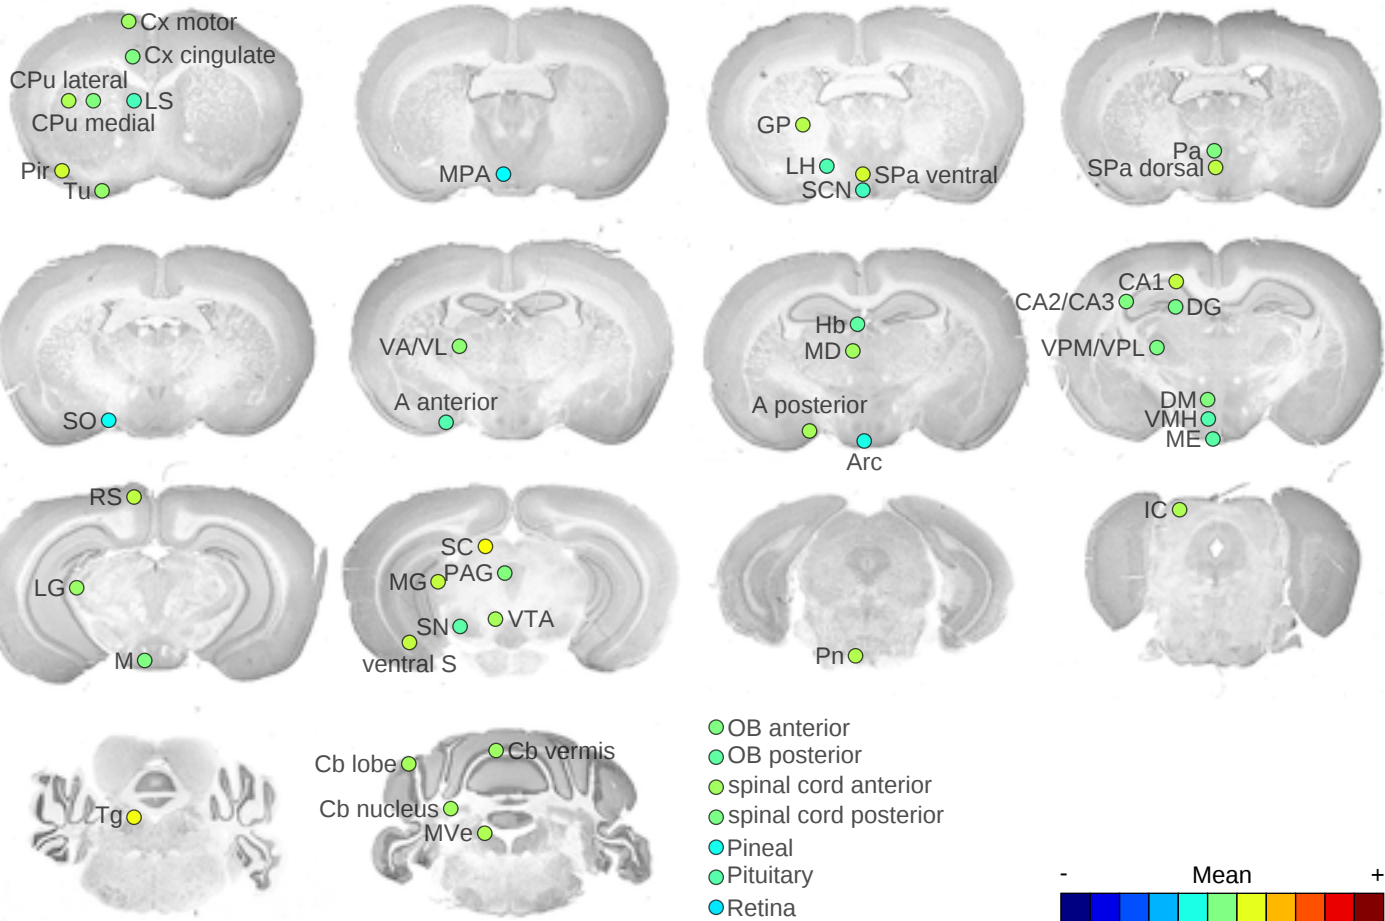 Cx motor
Cx cingulate
CPu lateral
LS
CPu medial
Pir
Tu
MPA
GP
LH
SPa ventral
SCN
Pa
SPa dorsal
SO
VA/VL
A anterior
Hb
MD
A posterior
Arc
CA1
CA2/CA3
DG
VPM/VPL
DM
VMH
ME
RS
LG
M
SC
PAG
MG
VTA
SN
ventral S
Pn
IC
Tg
Cb vermis
Cb lobe
Cb nucleus
MVe
OB anterior
OB posterior
spinal cord anterior
spinal cord posterior
Pineal
Pituitary
Retina
- Mean +